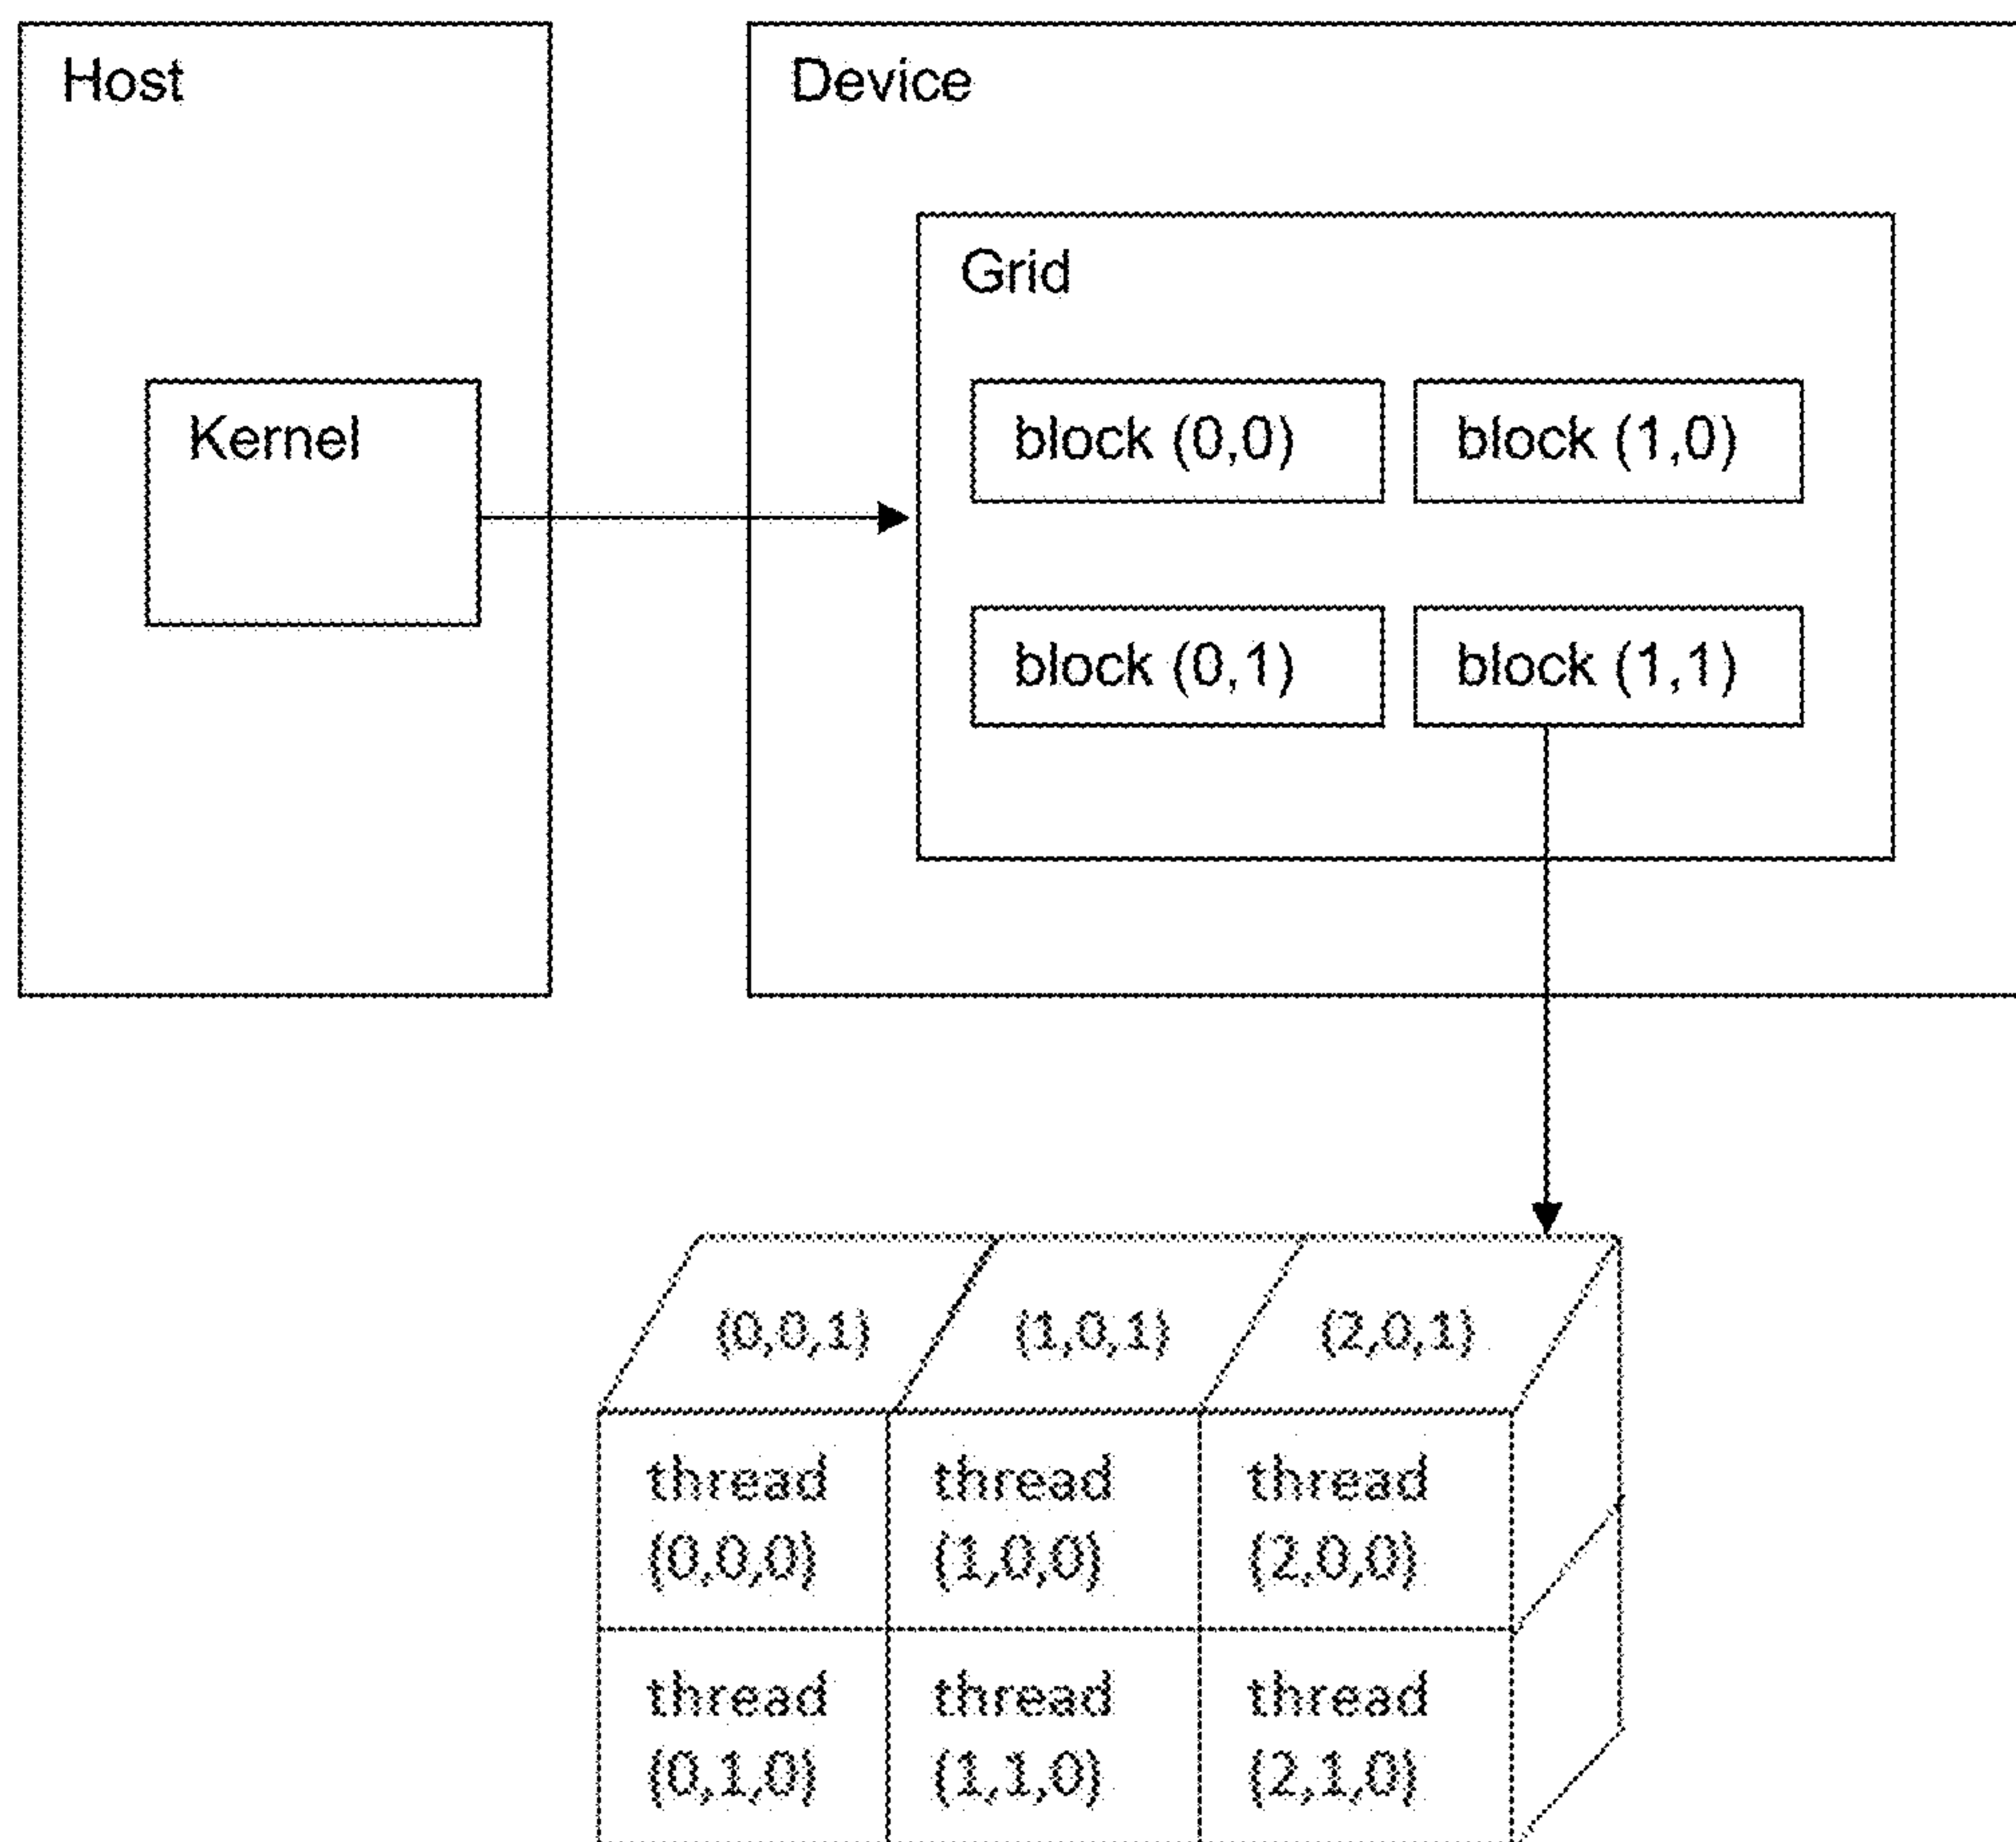 Host
Device
Grid
Kernel
block (0,0)
block (1,0)
block (0,1)
block (1,1)
(0,0,1)
(1,0,1)
(2,0,1)
thread
(0,0,0)
thread
(1,0,0)
thread
(2,0,0)
thread
(0,1,0)
thread
(1,1,0)
thread
(2,1,0)